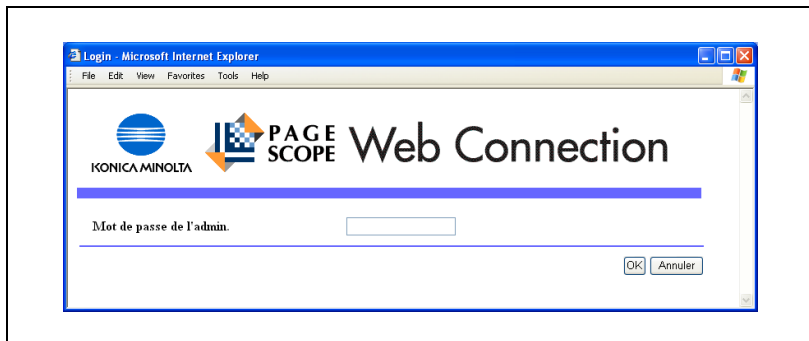 Login - Microsoft Internet Explorer
File Edit View Favorites Tools Help
KONICA MINOLTA
PAGE SCOPE Web Connection
Mot de passe de l'admin.
OK Annuler